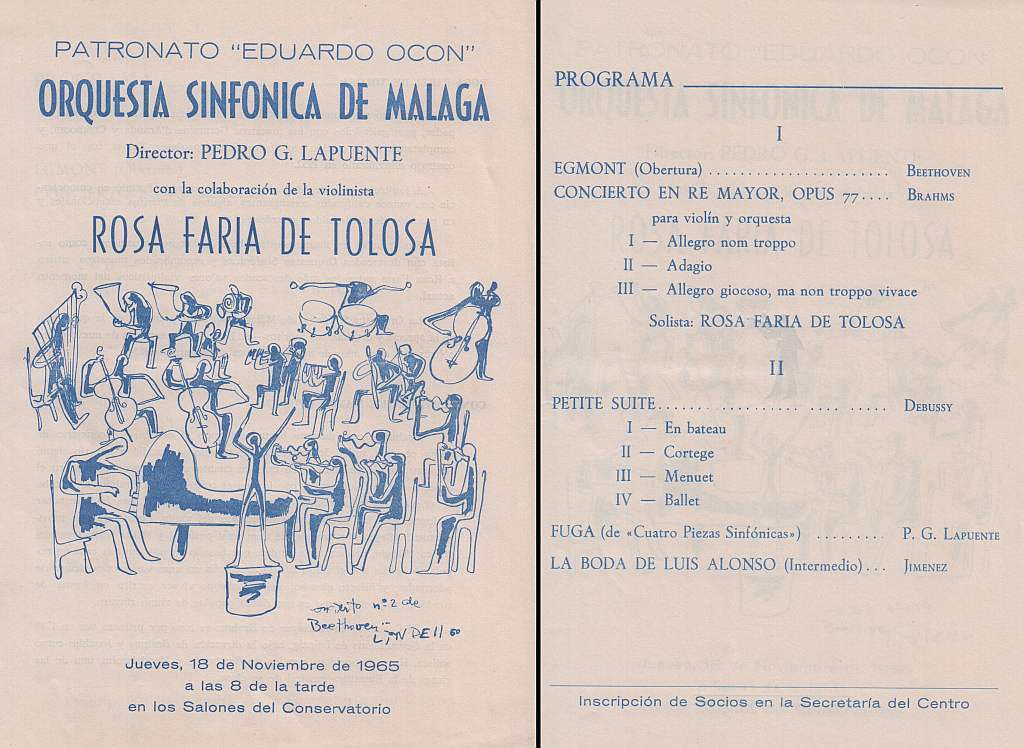 PATRONATO "EDUARDO OCON"
ORQUESTA SINFONICA DE MALAGA
Director: PEDRO G. LAPUENTE
con la colaboración de la violinista
ROSA FARIA DE TOLOSA
nº 2 de
Beethoven
Jueves, 18 de Noviembre de 1965
a las 8 de la tarde
en los Salones del Conservatorio
PROGRAMA
I
EGMONT (Obertura) ........................ BEETHOVEN
CONCIERTO EN RE MAYOR, OPUS 77.... BRAHMS
para violín y orquesta
I — Allegro nom troppo
II — Adagio
III — Allegro giocoso, ma non troppo vivace
Solista: ROSA FARIA DE TOLOSA
II
PETITE SUITE...... . .......... .... ...... DEBUSSY
I — En bateau
II — Cortege
III — Menuet
IV — Ballet
FUGA (de «Cuatro Piezas Sinfónicas») ......... P. G. LAPUENTE
LA BODA DE LUIS ALONSO (Intermedio)... JIMENEZ
Inscripción de Socios en la Secretaría del Centro